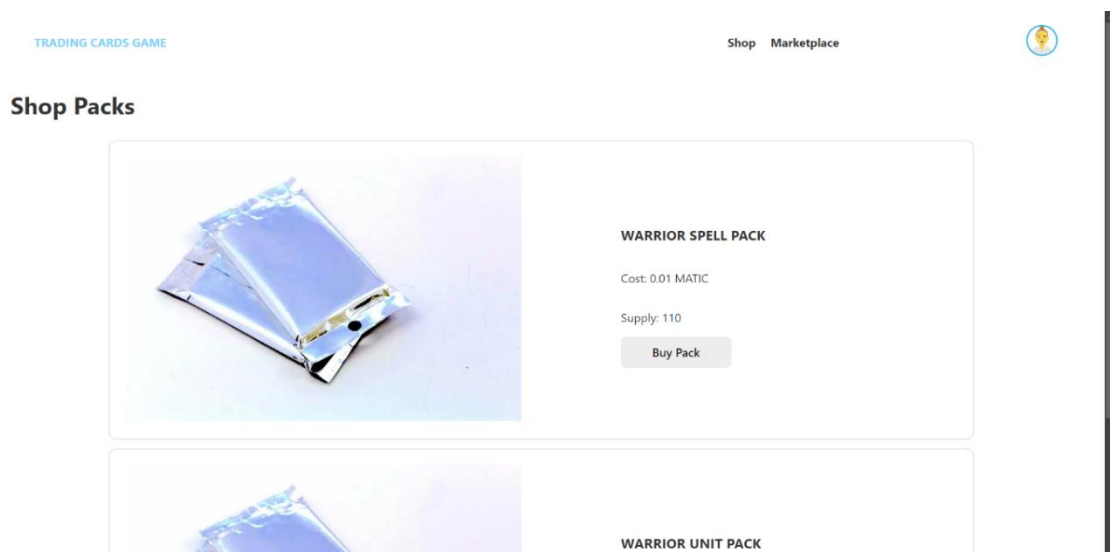 TRADING CARDS GAME
Shop Marketplace
Shop Packs
WARRIOR SPELL PACK
Cost: 0.01 MATIC
Supply: 110
Buy Pack
WARRIOR UNIT PACK